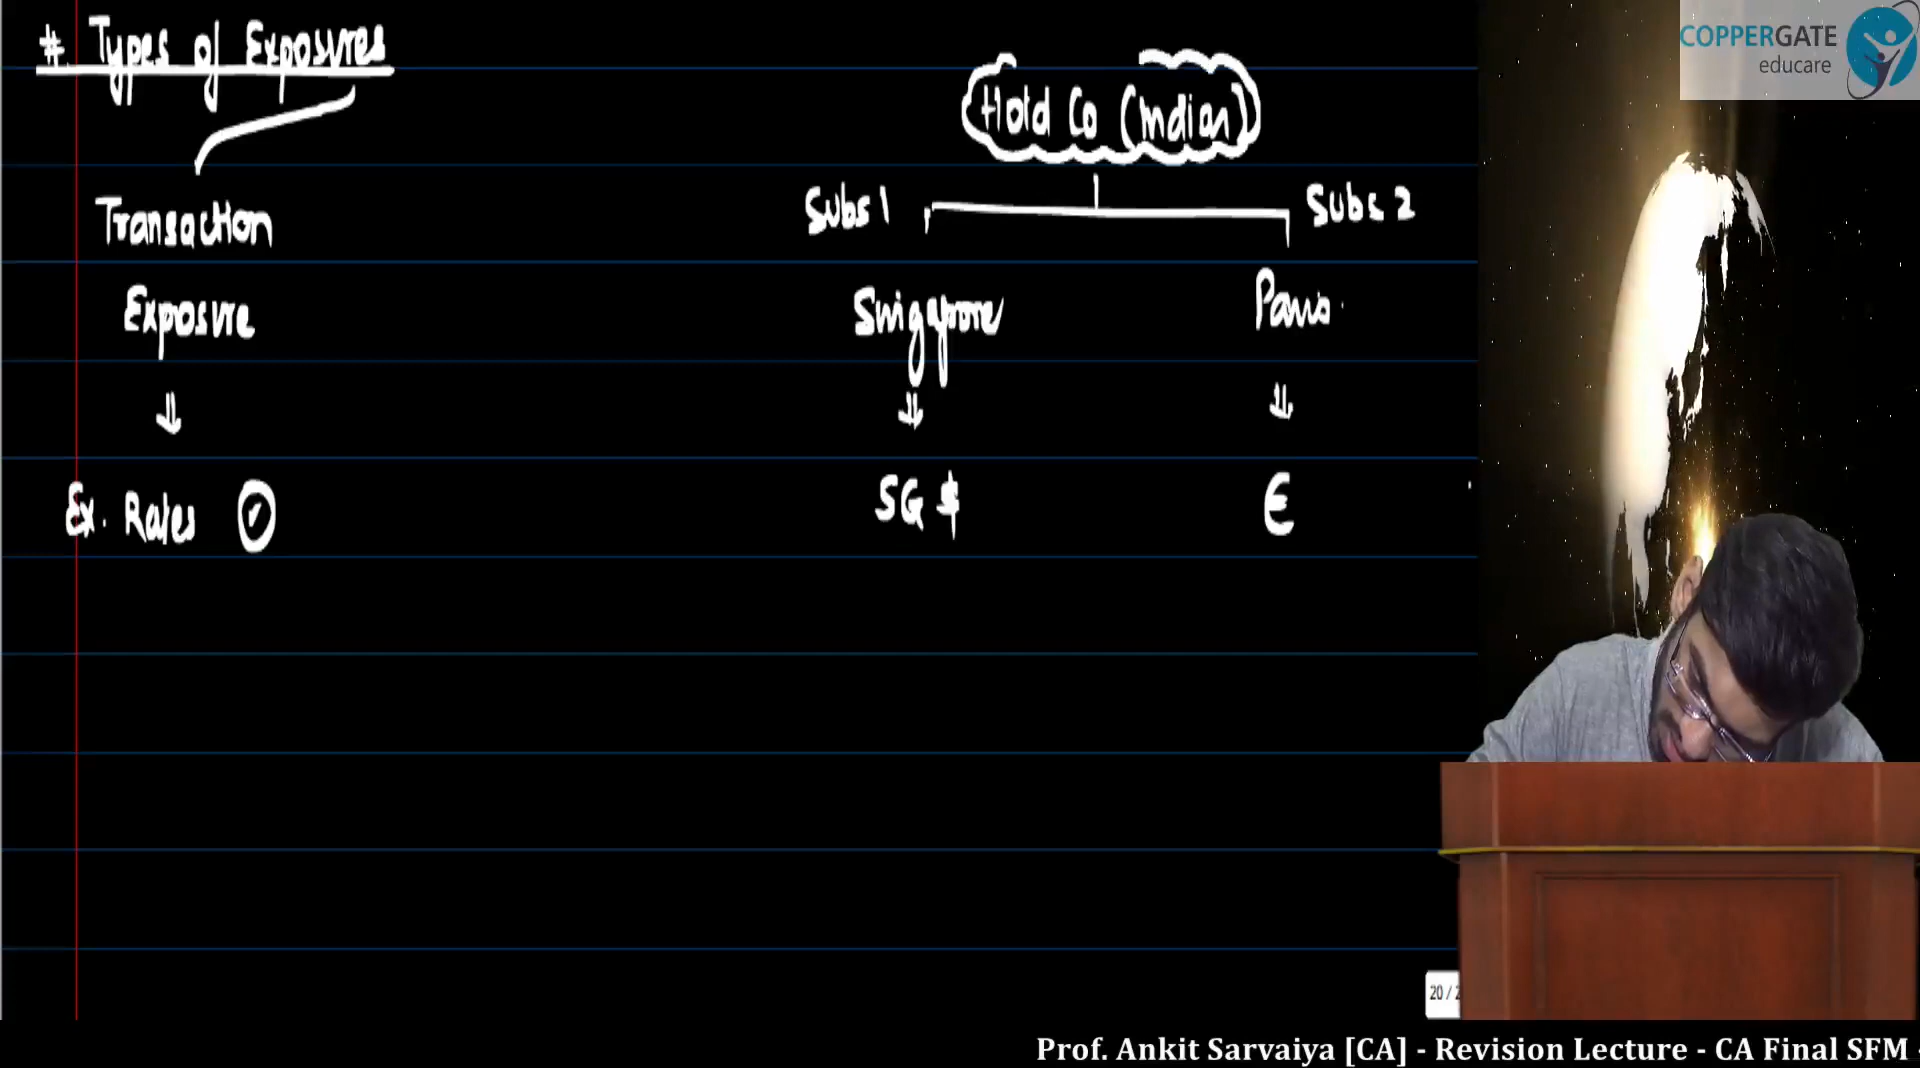 # Types of Exposures
Transaction
Exposure
⇓
Ex. Rates
Hold Co (Indian)
Subs 1
Subs 2
Singapore
Paris
⇓
⇓
SG $
€
COPPERGATE
educare
20 / 2
Prof. Ankit Sarvaiya [CA] - Revision Lecture - CA Final SFM -